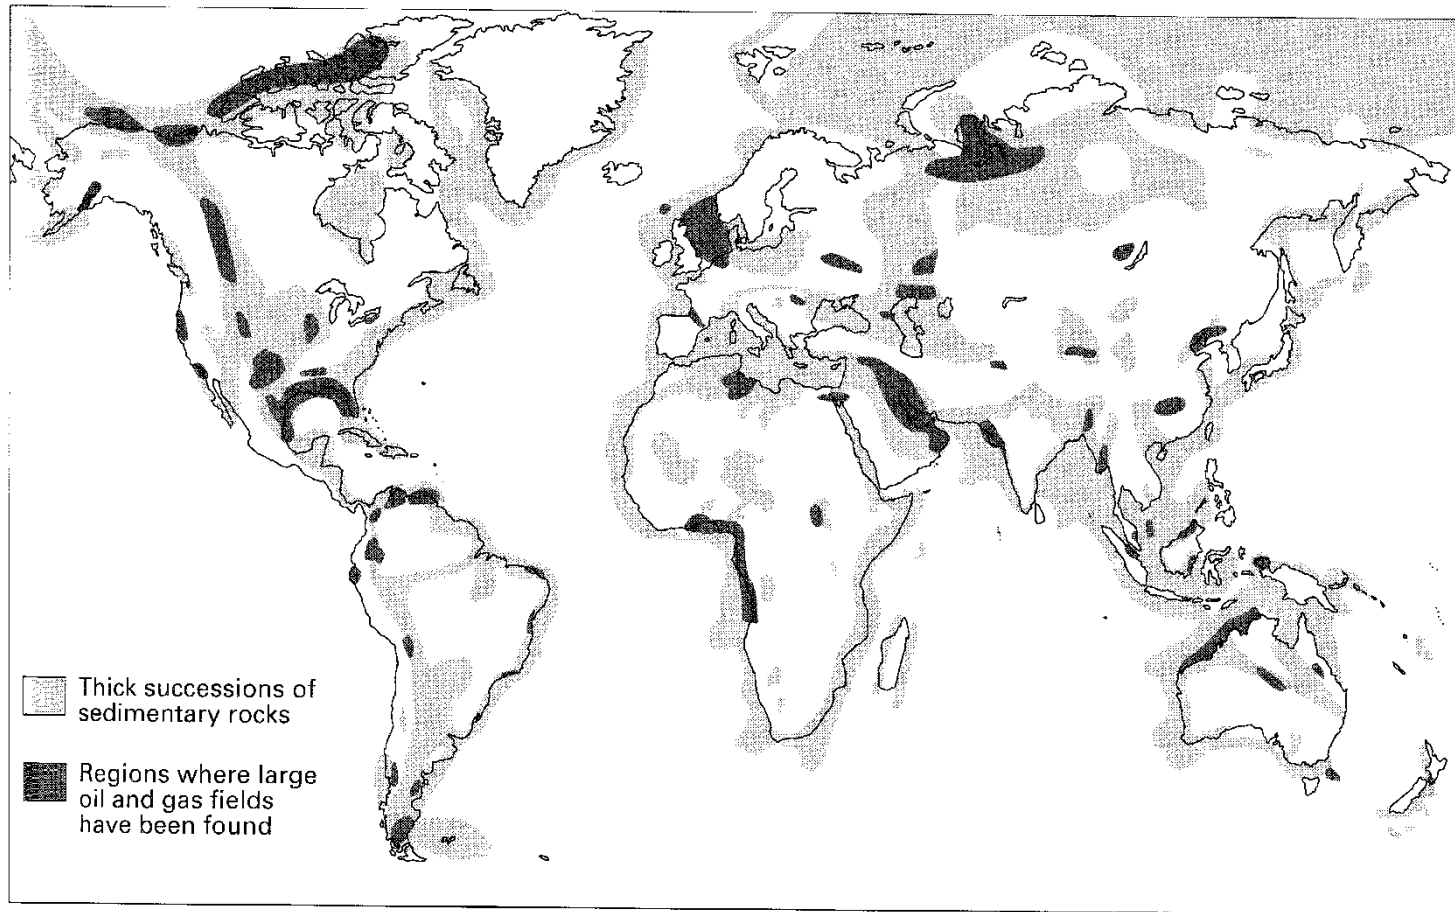 Thick successions of
sedimentary rocks
Regions where large
oil and gas fields
have been found